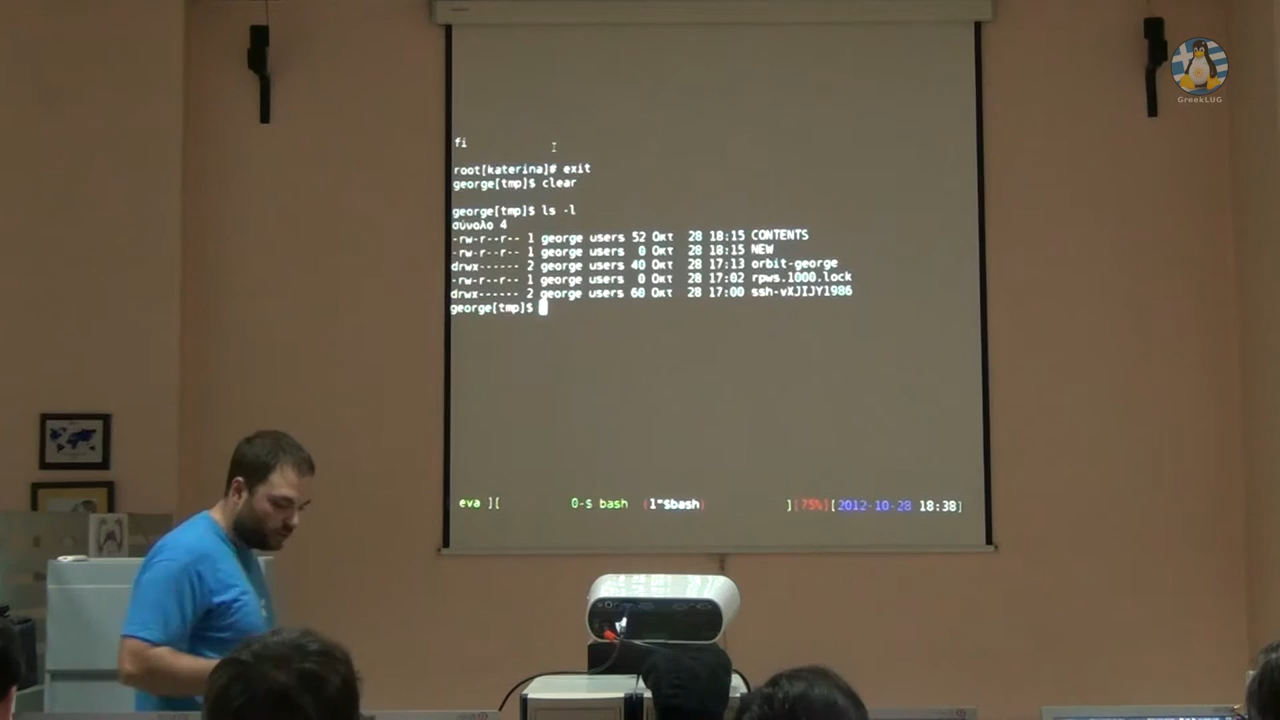 GreekLUG
fi
root[katerina]# exit
george[tmp]$ clear
george[tmp]$ ls -l
σύνολο 4
-rw-r--r-- 1 george users 52 Οκτ  28 18:15 CONTENTS
-rw-r--r-- 1 george users  0 Οκτ  28 18:15 NEW
drwx------ 2 george users 40 Οκτ  28 17:13 orbit-george
-rw-r--r-- 1 george users  0 Οκτ  28 17:02 rpws.1000.lock
drwx------ 2 george users 60 Οκτ  28 17:00 ssh-vXJIJY1986
george[tmp]$
eva ][ 0-$ bash (1*$bash) ][75%][2012-10-28 18:38]